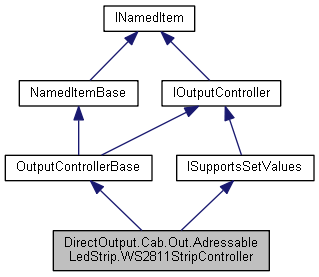 INamedItem
NamedItemBase
IOutputController
OutputControllerBase
ISupportsSetValues
DirectOutput.Cab.Out.Adressable
LedStrip.WS2811StripController